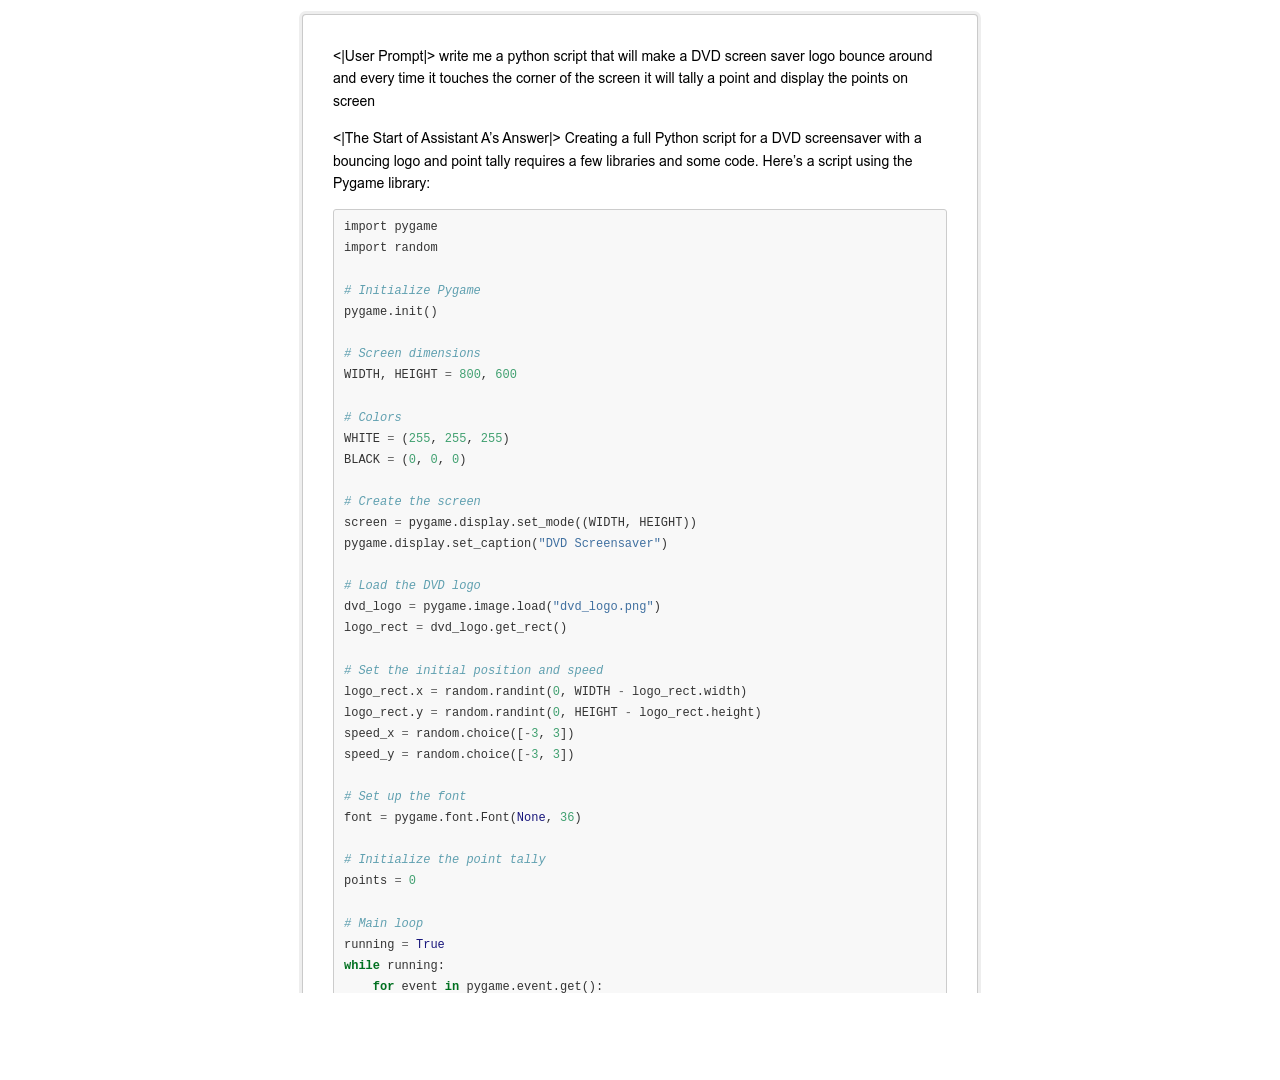 <|User Prompt|> write me a python script that will make a DVD screen saver logo bounce around
and every time it touches the corner of the screen it will tally a point and display the points on
screen
<|The Start of Assistant A’s Answer|> Creating a full Python script for a DVD screensaver with a
bouncing logo and point tally requires a few libraries and some code. Here’s a script using the
Pygame library:
import pygame
import random

# Initialize Pygame
pygame.init()

# Screen dimensions
WIDTH, HEIGHT = 800, 600

# Colors
WHITE = (255, 255, 255)
BLACK = (0, 0, 0)

# Create the screen
screen = pygame.display.set_mode((WIDTH, HEIGHT))
pygame.display.set_caption("DVD Screensaver")

# Load the DVD logo
dvd_logo = pygame.image.load("dvd_logo.png")
logo_rect = dvd_logo.get_rect()

# Set the initial position and speed
logo_rect.x = random.randint(0, WIDTH - logo_rect.width)
logo_rect.y = random.randint(0, HEIGHT - logo_rect.height)
speed_x = random.choice([-3, 3])
speed_y = random.choice([-3, 3])

# Set up the font
font = pygame.font.Font(None, 36)

# Initialize the point tally
points = 0

# Main loop
running = True
while running:
    for event in pygame.event.get():